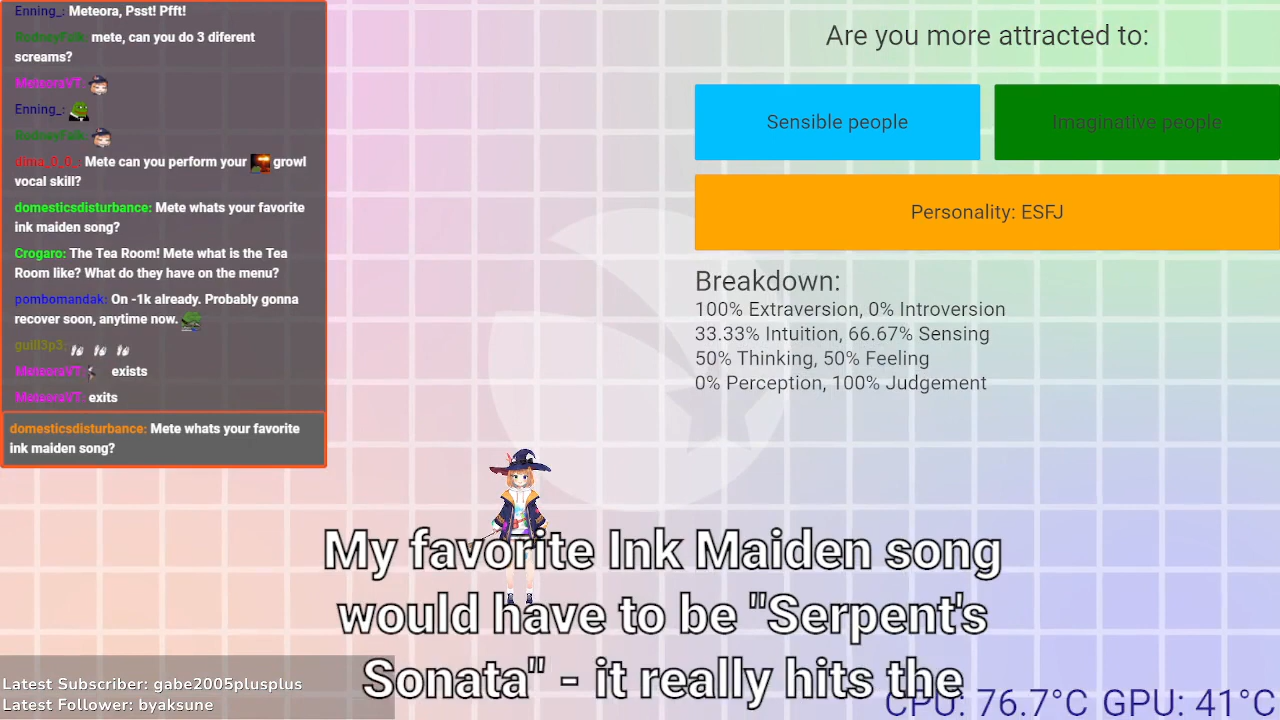 Enning_: Meteora, Psst! Pfft!
RodneyFalk: mete, can you do 3 diferent
screams?
MeteoraVT:
Enning_:
RodneyFalk:
dima_0_0_: Mete can you perform your growl
vocal skill?
domesticsdisturbance: Mete whats your favorite
ink maiden song?
Crogaro: The Tea Room! Mete what is the Tea
Room like? What do they have on the menu?
pombomandak: On -1k already. Probably gonna
recover soon, anytime now.
gulll3p3:
MeteoraVT: exists
MeteoraVT: exits
domesticsdisturbance: Mete whats your favorite
ink maiden song?
Are you more attracted to:
Sensible people
Imaginative people
Personality: ESFJ
Breakdown:
100% Extraversion, 0% Introversion
33.33% Intuition, 66.67% Sensing
50% Thinking, 50% Feeling
0% Perception, 100% Judgement
My favorite Ink Maiden song
would have to be "Serpent's
Sonata" - it really hits the
Latest Subscriber: gabe2005plusplus
Latest Follower: byaksune
CPU: 76.7°C GPU: 41°C